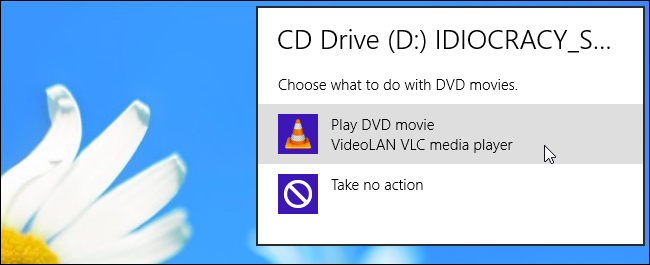 CD Drive (D:) IDIOCRACY_S...
Choose what to do with DVD movies.
Play DVD movie
VideoLAN VLC media player
Take no action